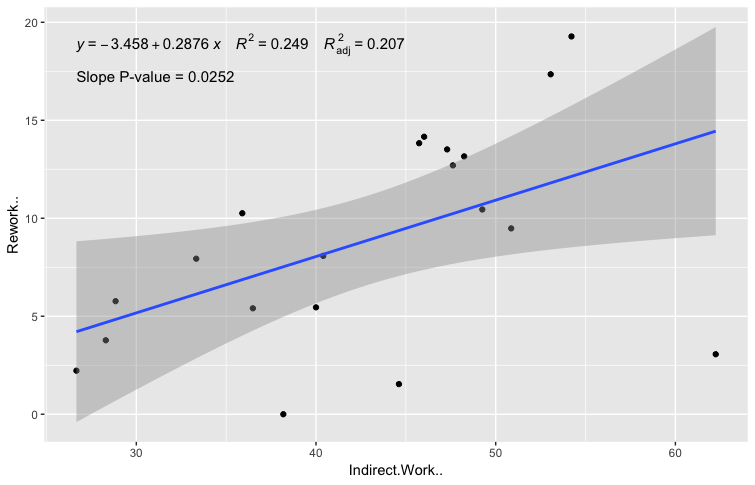 y = −3.458 + 0.2876 x R² = 0.249 R²adj = 0.207
Slope P-value = 0.0252
20
15
10
5
0
Rework..
30 40 50 60
Indirect.Work..